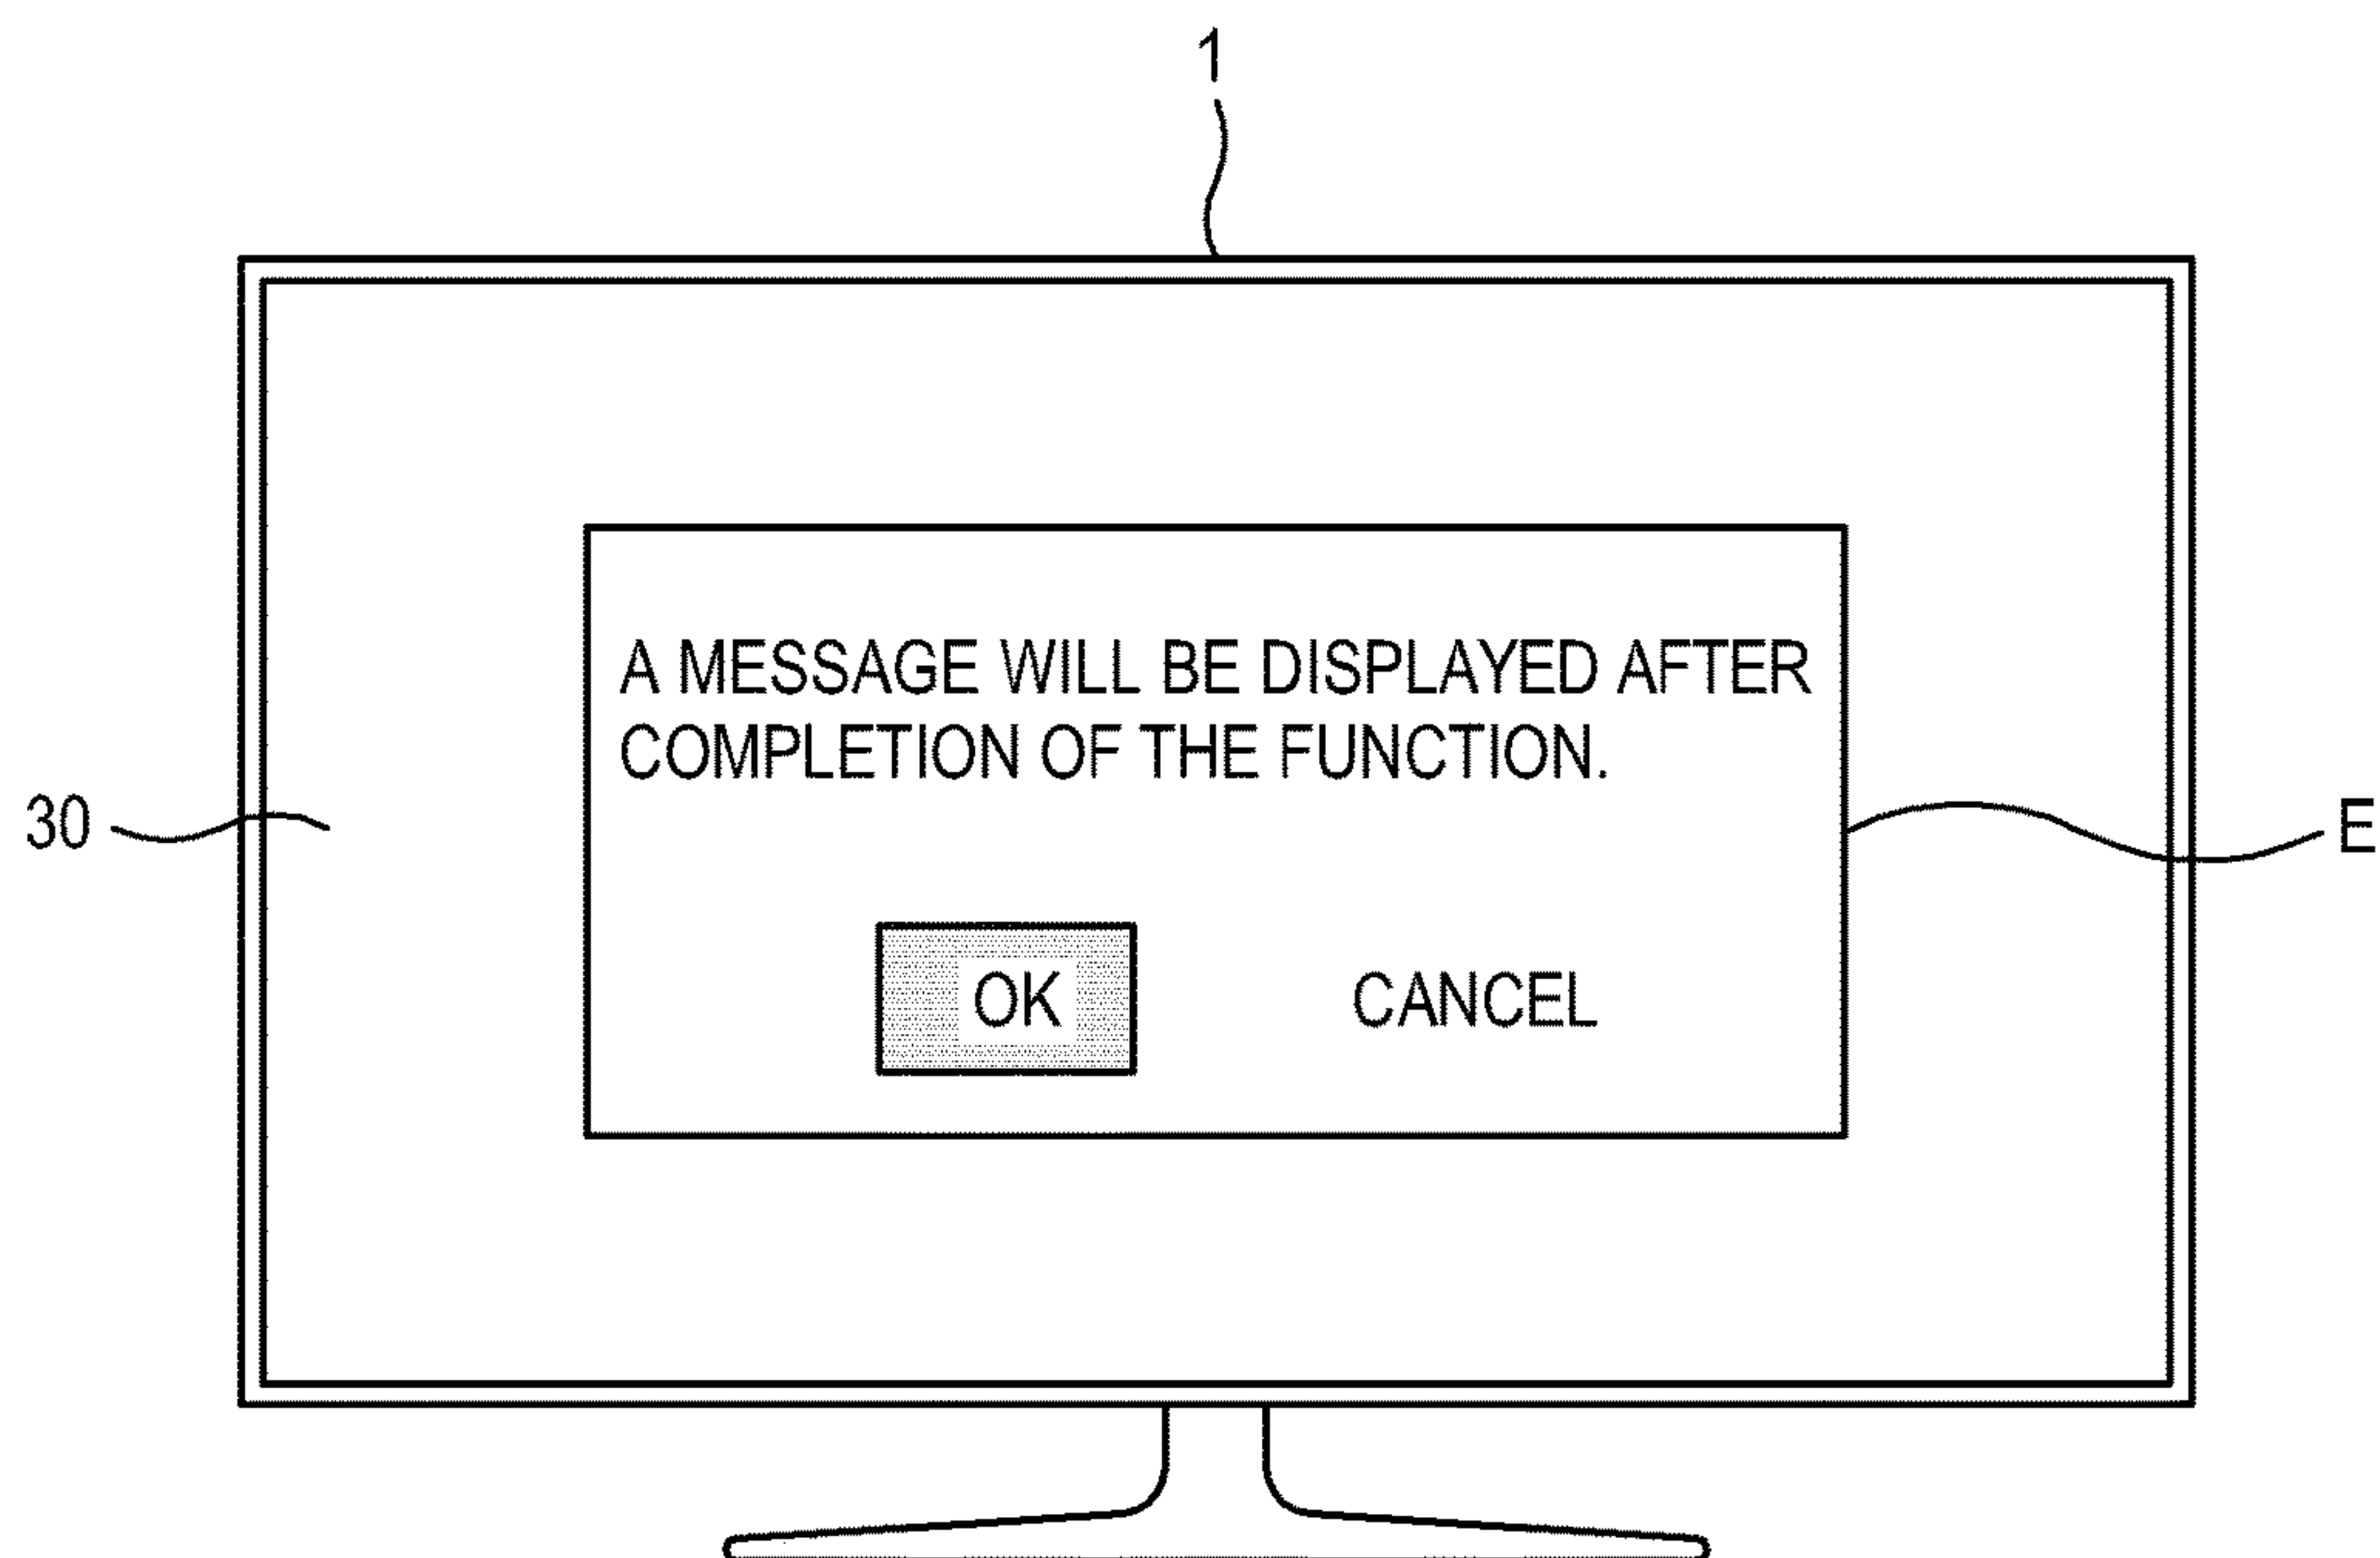 1
A MESSAGE WILL BE DISPLAYED AFTER
COMPLETION OF THE FUNCTION.
30
E
OK CANCEL